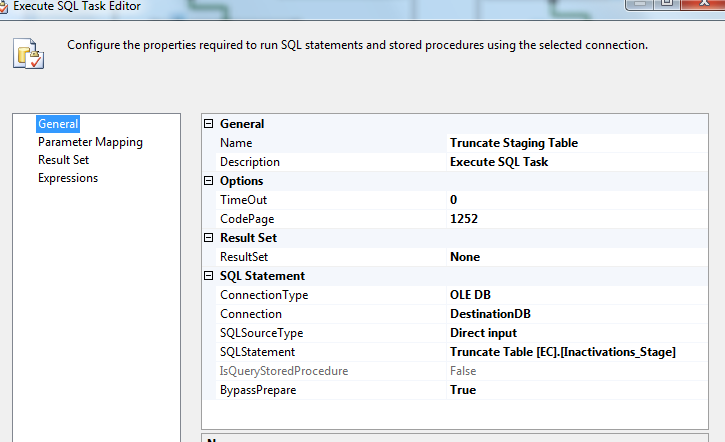 Execute SQL Task Editor
Configure the properties required to run SQL statements and stored procedures using the selected connection.
General
Parameter Mapping
Result Set
Expressions
General
Name Truncate Staging Table
Description Execute SQL Task
Options
TimeOut 0
CodePage 1252
Result Set
ResultSet None
SQL Statement
ConnectionType OLE DB
Connection DestinationDB
SQLSourceType Direct input
SQLStatement Truncate Table [EC].[Inactivations_Stage]
IsQueryStoredProcedure False
BypassPrepare True